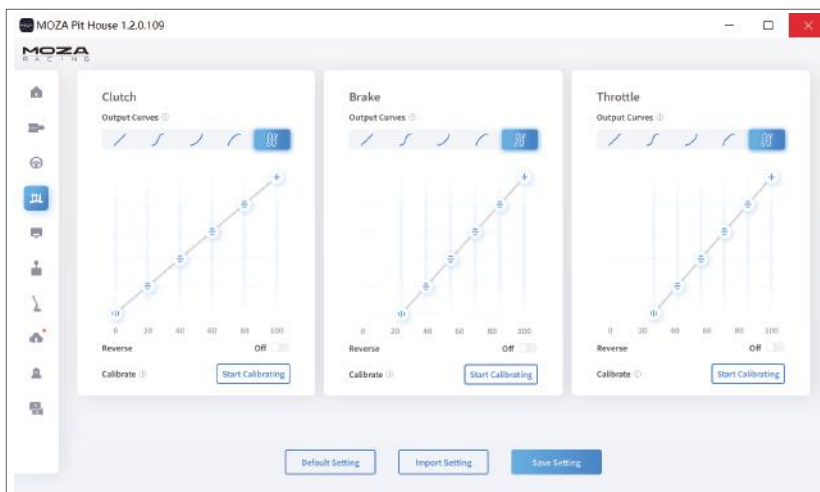 MOZA Pit House 1.2.0.109
MOZA
RACING
Clutch
Output Curves
0 20 40 60 80 100
Reverse Off
Calibrate Start Calibrating
Brake
Output Curves
0 20 40 60 80 100
Reverse Off
Calibrate Start Calibrating
Throttle
Output Curves
0 20 40 60 80 100
Reverse Off
Calibrate Start Calibrating
Default Setting Import Setting Save Setting